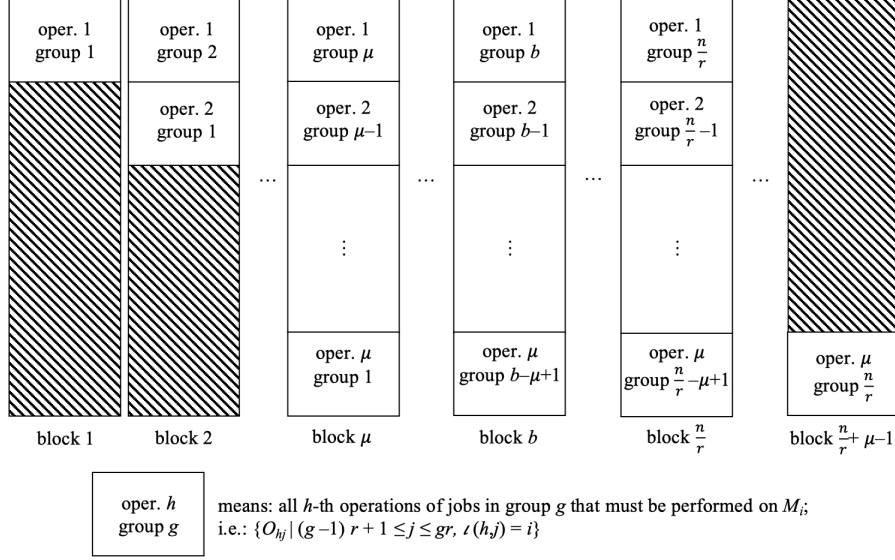 oper. 1
group 1
oper. 1
group 2
oper. 2
group 1
...
oper. 1
group μ
oper. 2
group μ–1
⋮
oper. μ
group 1
...
oper. 1
group b
oper. 2
group b–1
⋮
oper. μ
group b–μ+1
...
oper. 1
group n/r
oper. 2
group n/r –1
⋮
oper. μ
group n/r –μ+1
...
oper. μ
group n/r
block 1
block 2
block μ
block b
block n/r
block n/r + μ–1
oper. h
group g
means: all h-th operations of jobs in group g that must be performed on Mᵢ;
i.e.: {Oₕⱼ | (g –1) r + 1 ≤ j ≤ gr, ι(h,j) = i}